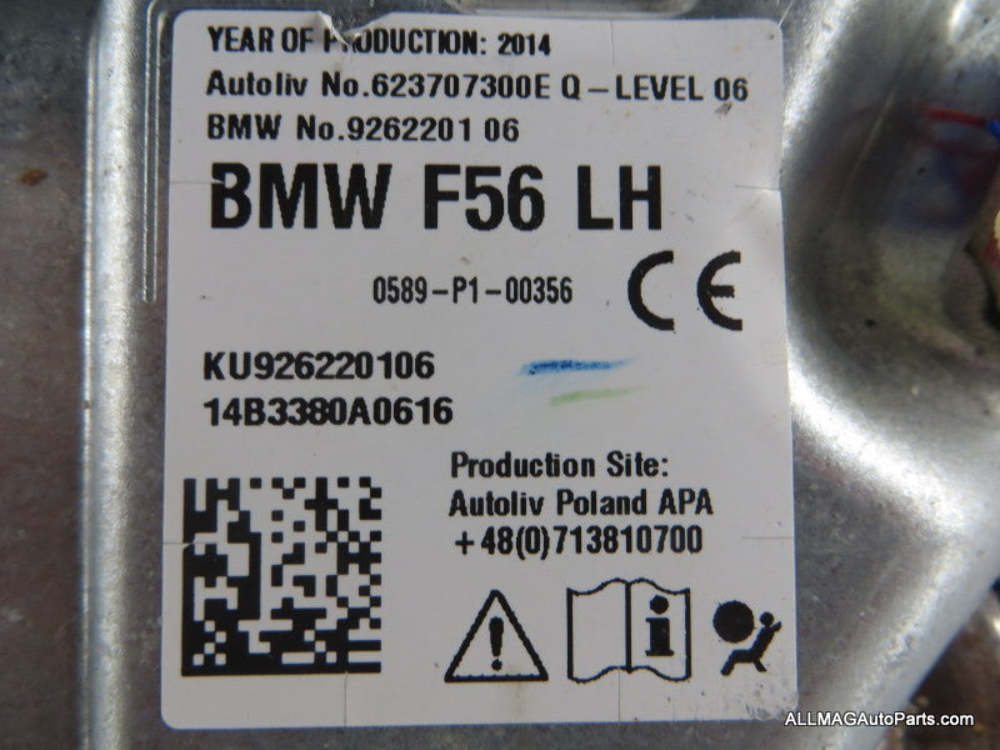 YEAR OF PRODUCTION: 2014
Autoliv No.623707300E Q-LEVEL 06
BMW No.9262201 06
BMW F56 LH
0589-P1-00356
CE
KU926220106
14B3380A0616
Production Site:
Autoliv Poland APA
+48(0)713810700
i
ALLMAGAutoParts.com